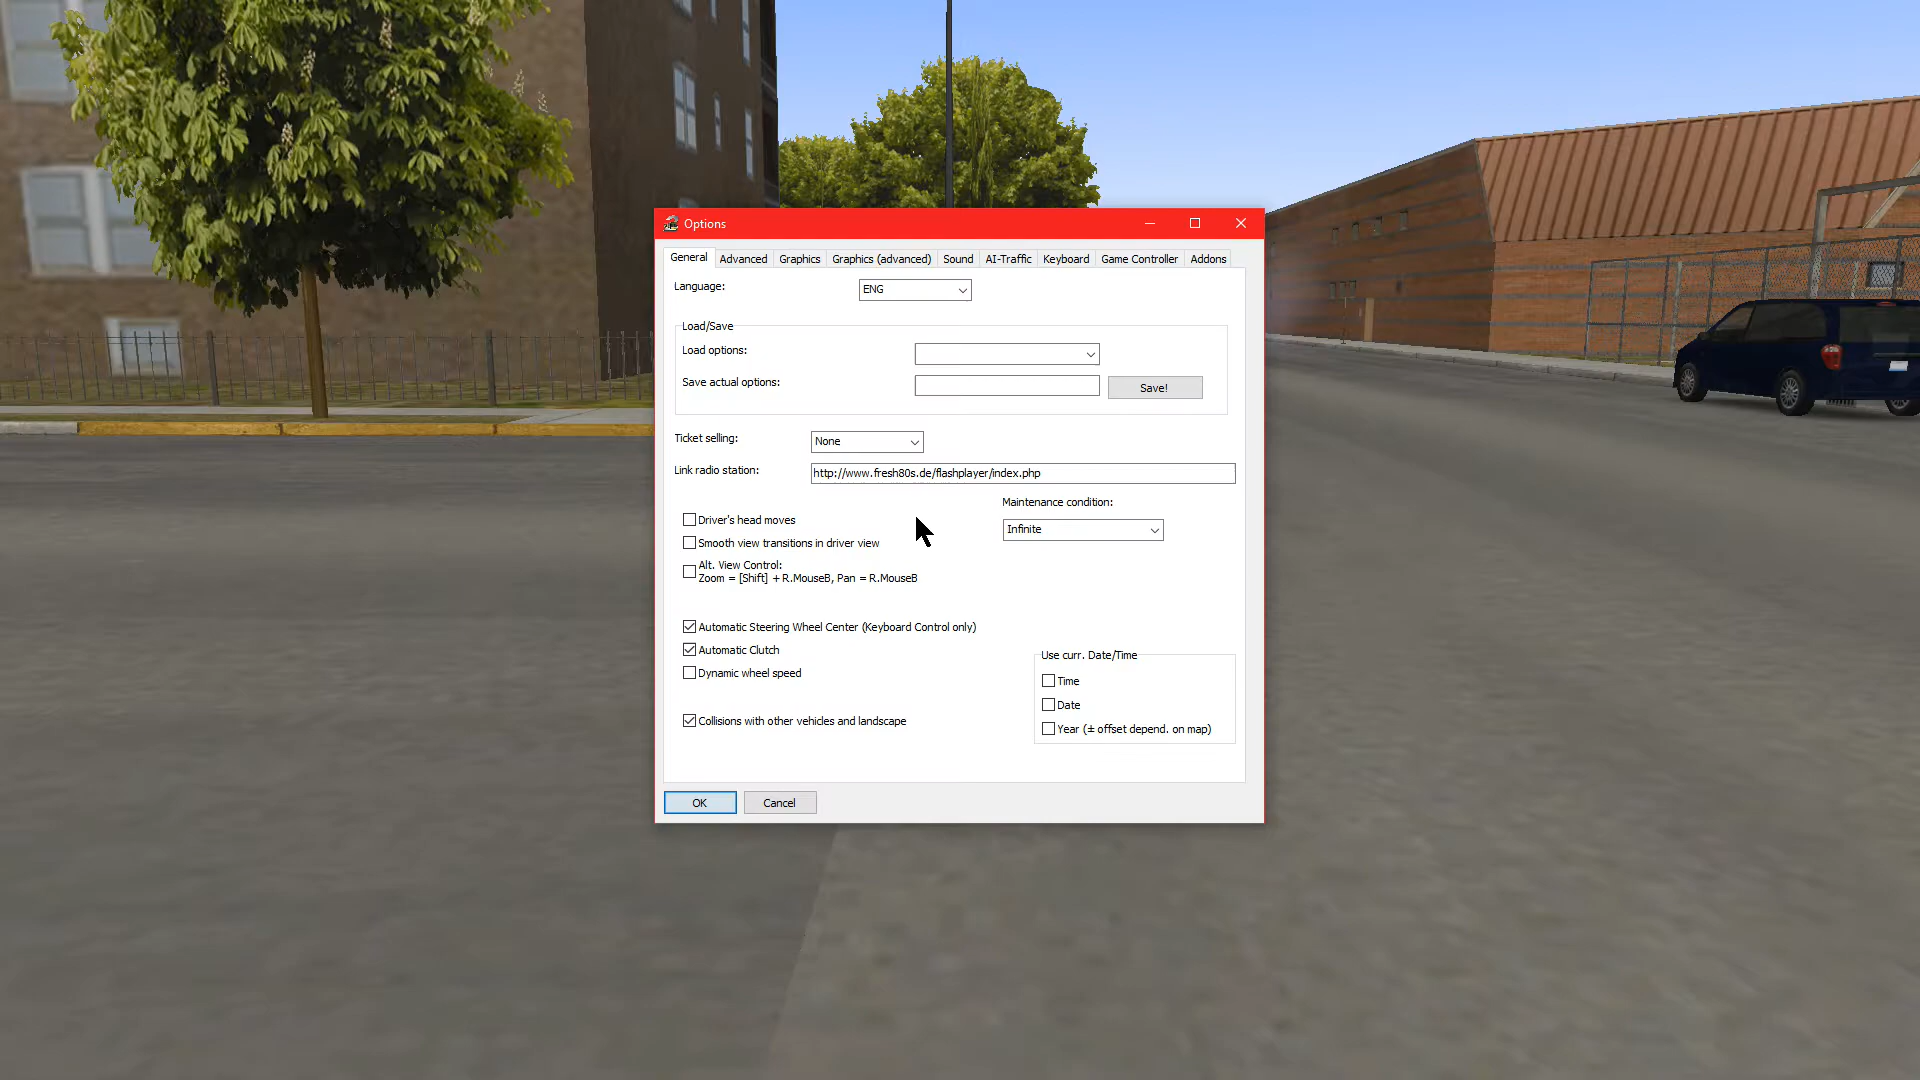 Options
General Advanced Graphics Graphics (advanced) Sound AI-Traffic Keyboard Game Controller Addons
Language: ENG
Load/Save
Load options:
Save actual options: Save!
Ticket selling: None
Link radio station: http://www.fresh80s.de/flashplayer/index.php
Maintenance condition:
Infinite
Driver's head moves
Smooth view transitions in driver view
Alt. View Control:
Zoom = [Shift] + R.MouseB, Pan = R.MouseB
Automatic Steering Wheel Center (Keyboard Control only)
Automatic Clutch
Dynamic wheel speed
Collisions with other vehicles and landscape
Use curr. Date/Time
Time
Date
Year (± offset depend. on map)
OK Cancel